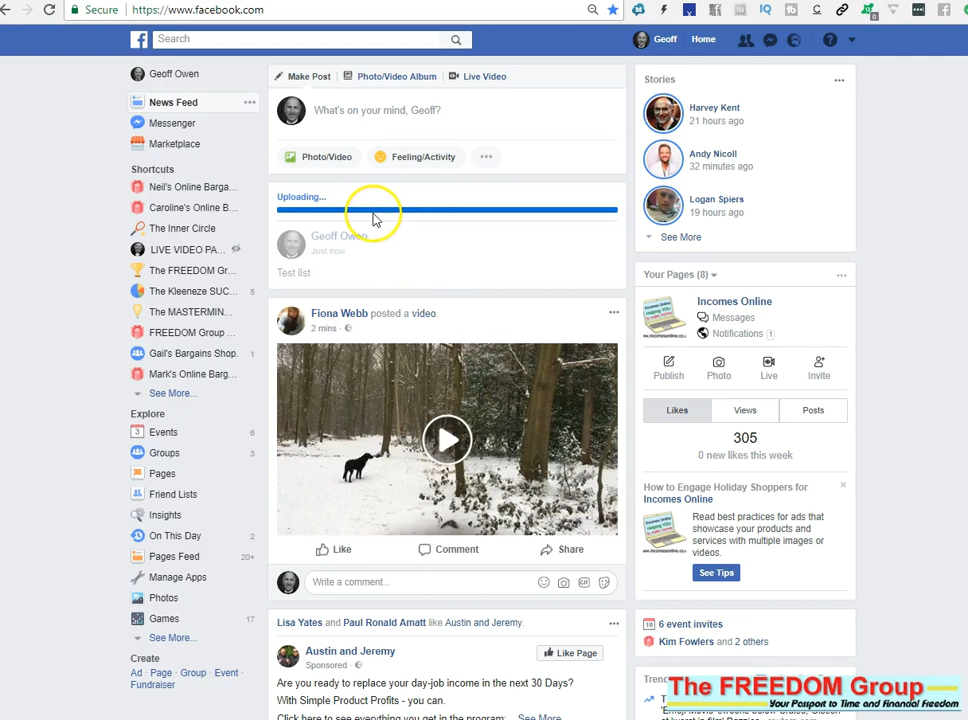 Secure https://www.facebook.com
Search
Geoff Home
Geoff Owen
News Feed
Messenger
Marketplace
Shortcuts
Neil's Online Barga...
Caroline's Online B...
The Inner Circle
LIVE VIDEO PA...
The FREEDOM Gr...
The Kleeneze SUC... 5
The MASTERMIN...
FREEDOM Group ...
Gail's Bargains Shop. 1
Mark's Online Barg...
See More...
Explore
Events 6
Groups 3
Pages
Friend Lists
Insights
On This Day 2
Pages Feed 20+
Manage Apps
Photos
Games 17
See More...
Create
Ad · Page · Group · Event ·
Fundraiser
Make Post Photo/Video Album Live Video
What's on your mind, Geoff?
Photo/Video Feeling/Activity
Uploading...
Geoff Owen
Just now
Test list
Fiona Webb posted a video.
2 mins ·
Like Comment Share
Write a comment...
GIF
Lisa Yates and Paul Ronald Amatt like Austin and Jeremy.
Austin and Jeremy
Sponsored ·
Like Page
Are you ready to replace your day-job income in the next 30 Days?
With Simple Product Profits - you can.
Click here to see everything you get in the program: See More
Stories
Harvey Kent
21 hours ago
Andy Nicoll
32 minutes ago
Logan Spiers
19 hours ago
See More
Your Pages (8)
Incomes Online
Messages
Notifications 1
Publish Photo Live Invite
Likes Views Posts
305
0 new likes this week
How to Engage Holiday Shoppers for
Incomes Online
Read best practices for ads that
showcase your products and
services with multiple images or
videos.
See Tips
6 event invites
Kim Fowlers and 2 others
The FREEDOM Group
Your Passport to Time and Financial Freedom